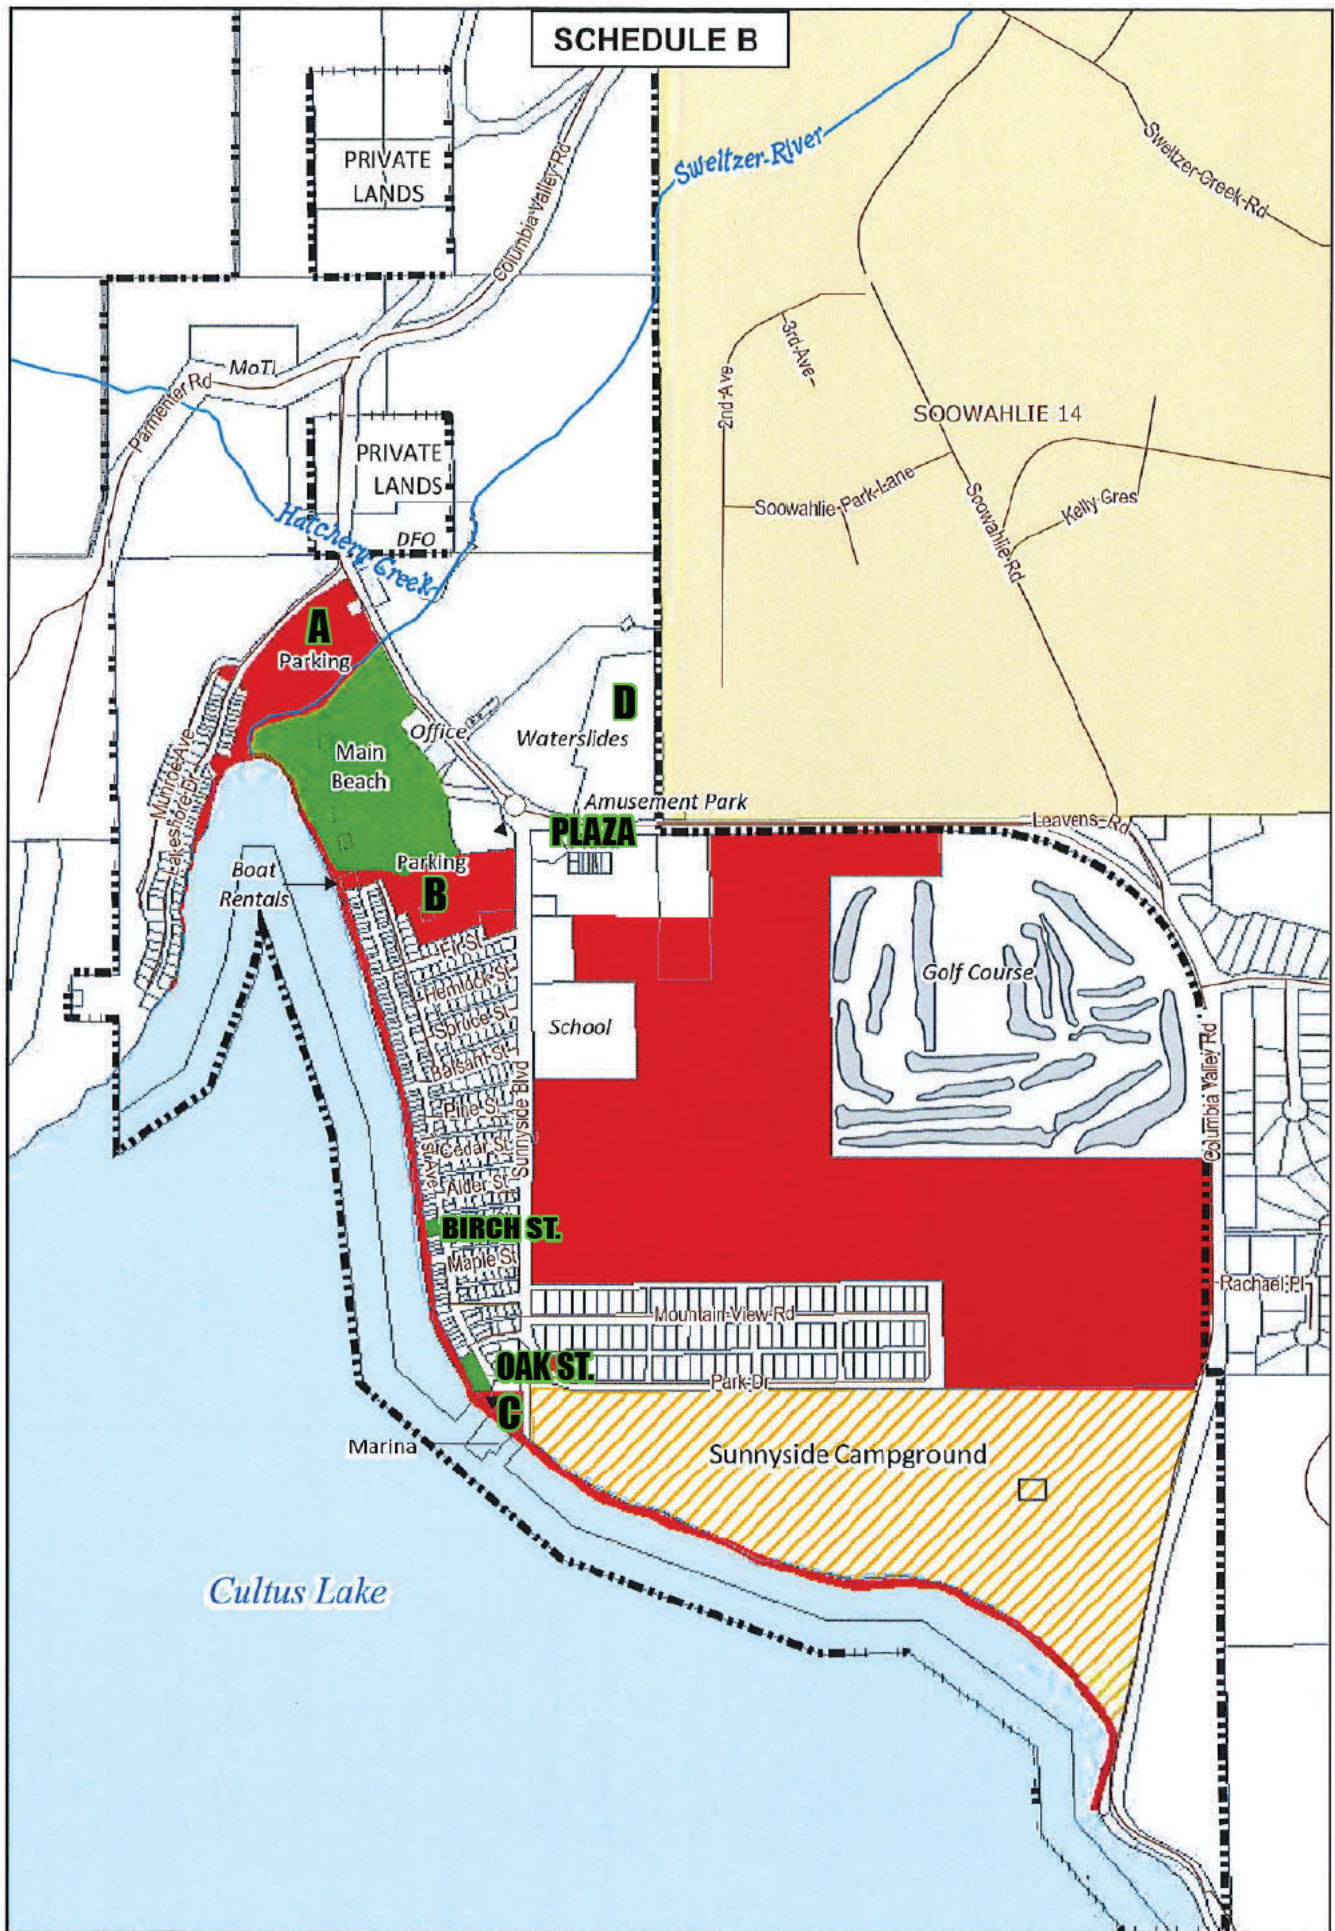 SCHEDULE B
PRIVATE
LANDS
Columbia Valley Rd
Sweltzer River
Sweltzer Creek Rd
MoTI
Parmenter Rd
3rd Ave
2nd Ave
SOOWAHLIE 14
PRIVATE
LANDS
Soowahlie Park Lane
Soowahlie Rd
Kelly Cres
Hatchery Creek
DFO
A
Parking
D
Office
Waterslides
Main
Beach
Munroe Ave
Lakeshore Dr
Amusement Park
PLAZA
Leavens Rd
Parking
B
Boat
Rentals
Fir St
Golf Course
Hemlock St
Spruce St
School
Balsam St
Sunnyside Blvd
Columbia Valley Rd
Pine St
1st Ave
Cedar St
Alder St
BIRCH ST.
Maple St
Rachael Pl
Mountain View Rd
OAK ST.
Park Dr
C
Marina
Sunnyside Campground
Cultus Lake